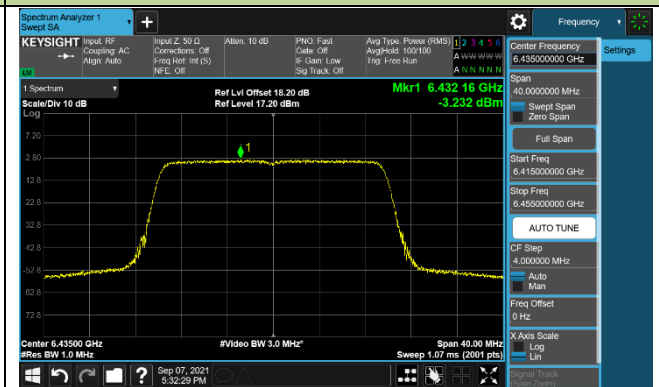 Spectrum Analyzer 1
Swept SA
Frequency
KEYSIGHT
Input: RF
Coupling: AC
Align: Auto
Input Z: 50 Ω
Corrections: Off
Freq Ref: Int (S)
NFE: Off
Atten: 10 dB
PNO: Fast
Gate: Off
IF Gain: Low
Sig Track: Off
Avg Type: Power (RMS)
Avg|Hold: 100/100
Trig: Free Run
1 2 3 4 5 6
A W W W W W
A N N N N N
LXI
1 Spectrum
Scale/Div 10 dB
Log
Ref Lvl Offset 18.20 dB
Ref Level 17.20 dBm
Mkr1 6.432 16 GHz
-3.232 dBm
1
7.20
-2.80
-12.8
-22.8
-32.8
-42.8
-52.8
-62.8
-72.8
Center 6.43500 GHz
#Res BW 1.0 MHz
#Video BW 3.0 MHz*
Span 40.00 MHz
Sweep 1.07 ms (2001 pts)
Center Frequency
6.435000000 GHz
Settings
Span
40.0000000 MHz
Swept Span
Zero Span
Full Span
Start Freq
6.415000000 GHz
Stop Freq
6.455000000 GHz
AUTO TUNE
CF Step
4.000000 MHz
Auto
Man
Freq Offset
0 Hz
X Axis Scale
Log
Lin
Signal Track
(Span Zoom)
?
Sep 07, 2021
5:32:29 PM